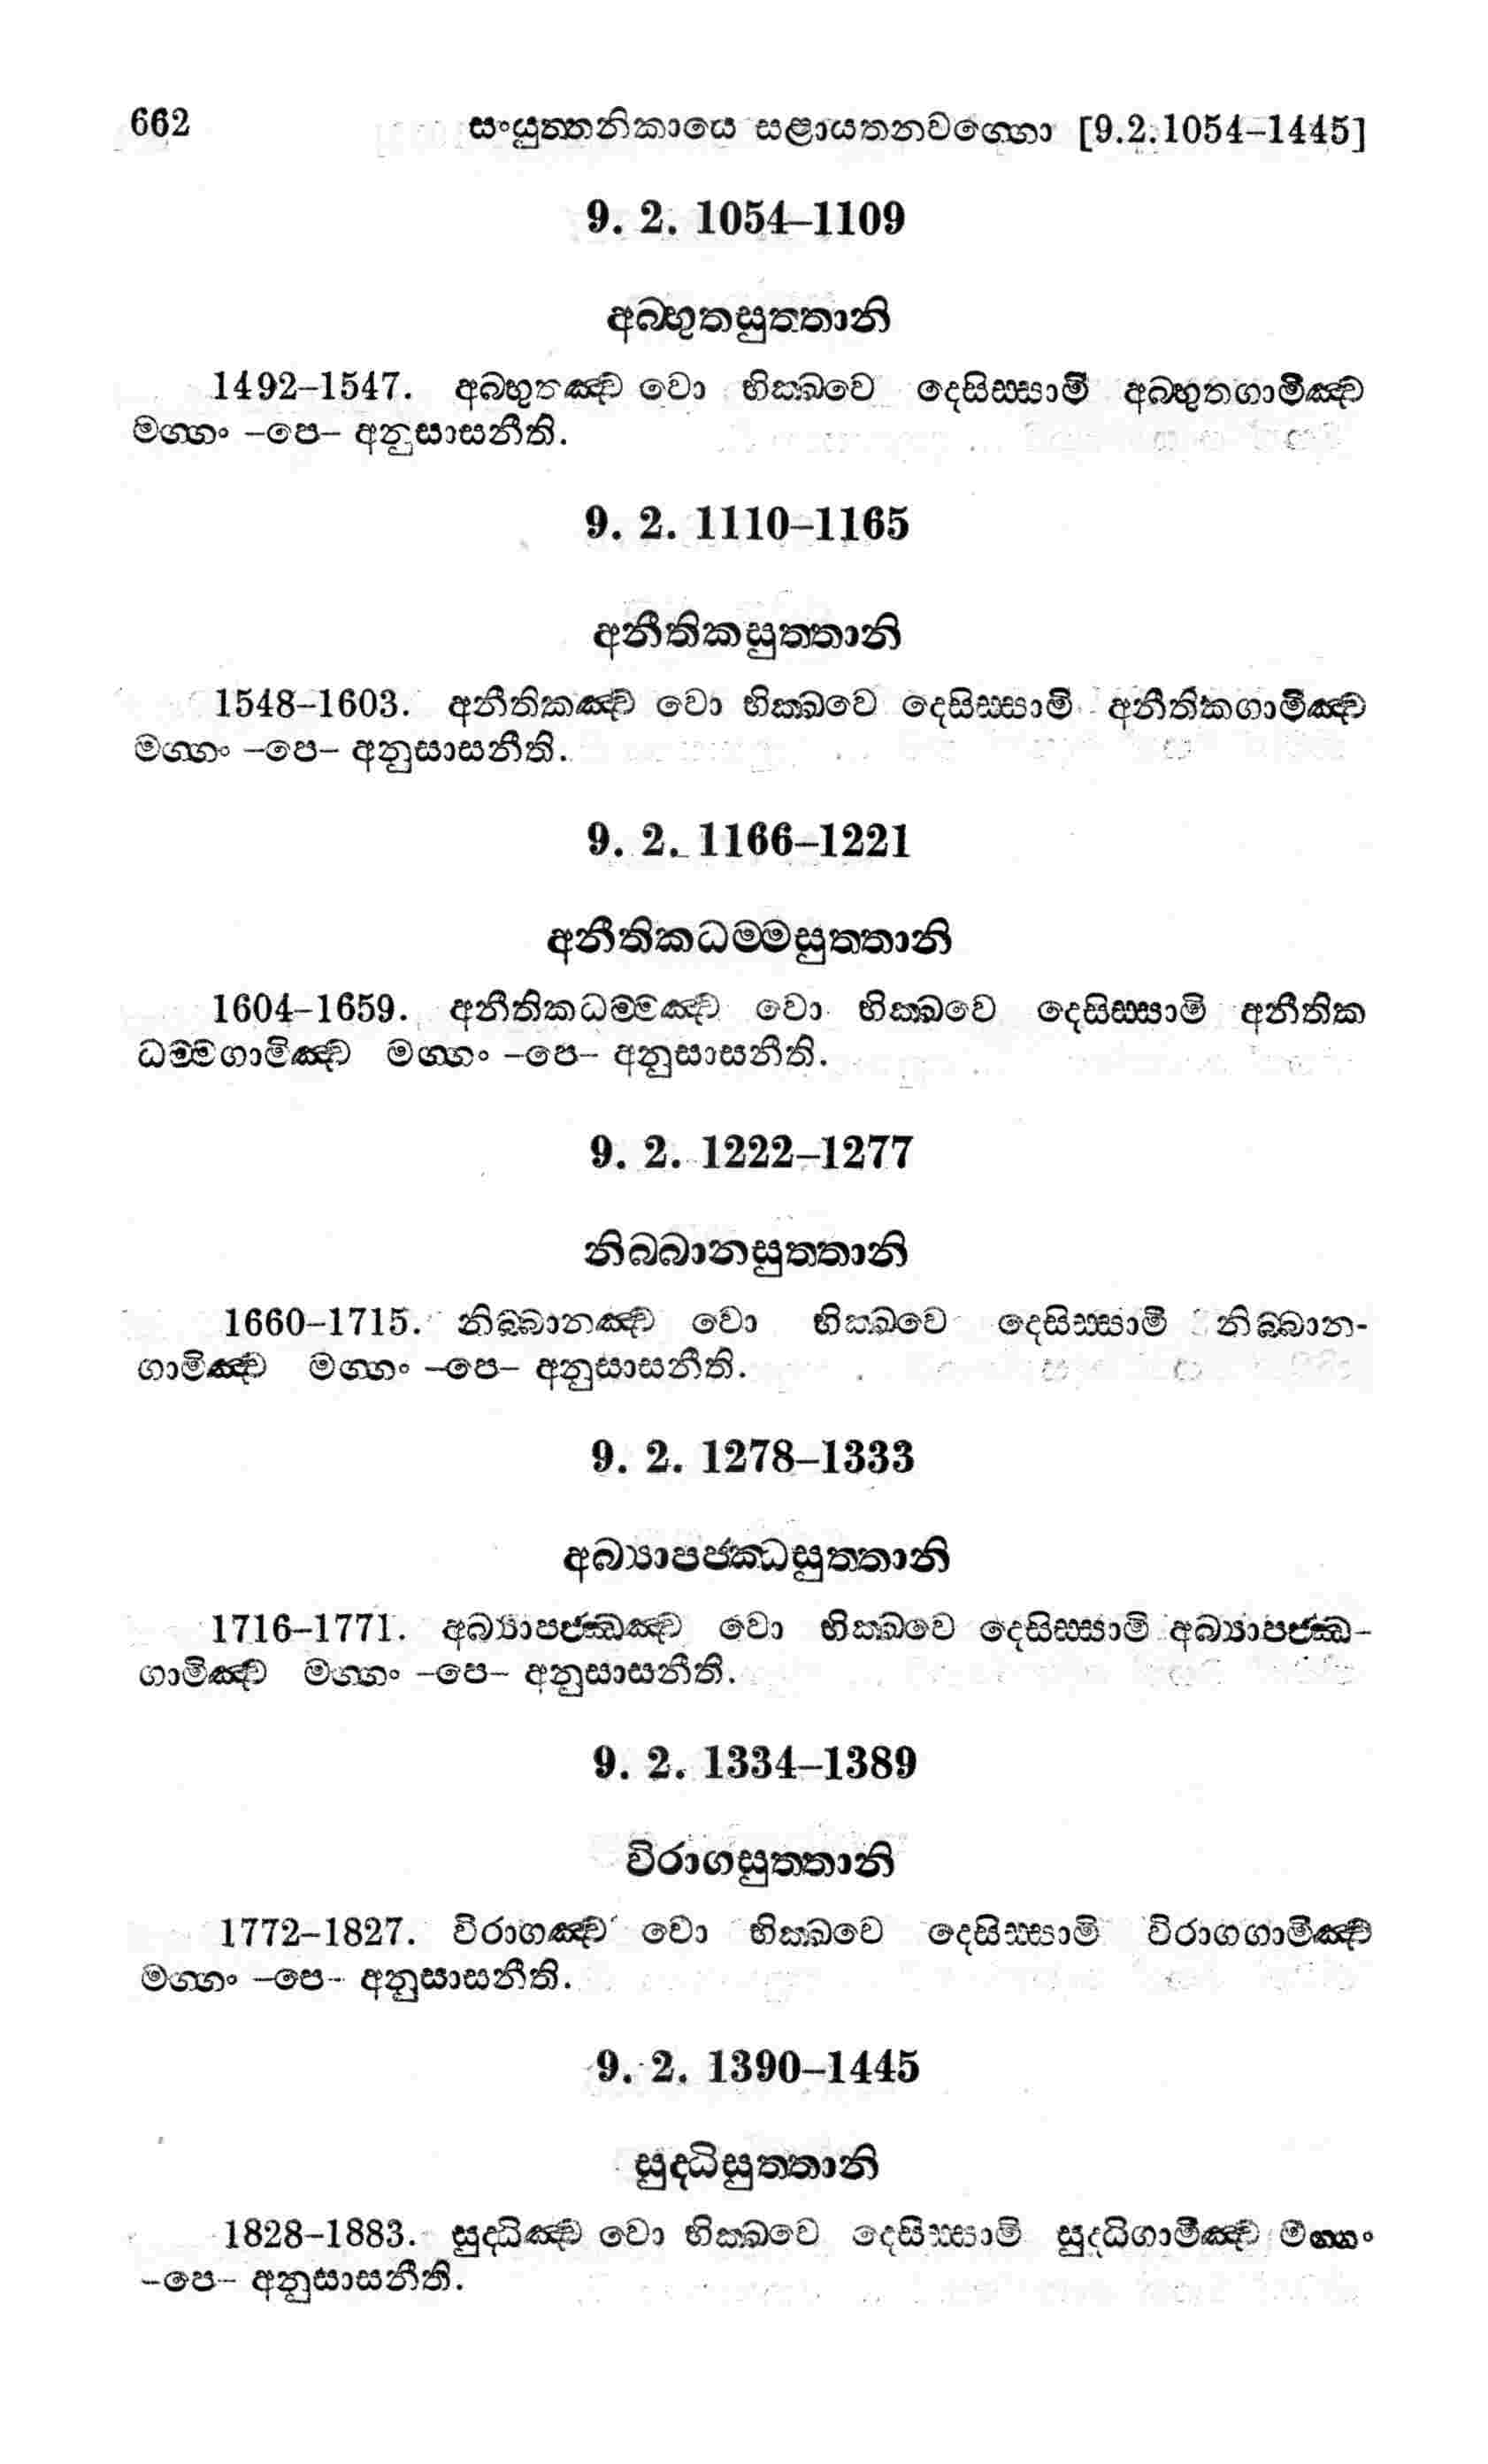 662 සංයුත්තනිකායෙ සළායතනවග්ගො [9.2.1054–1445]
9. 2. 1054–1109
අබ්භුතසුත්තානි
1492–1547. අබ්භුතඤ්ච වො භික්ඛවෙ දෙසිස්සාමි අබ්භුතගාමිඤ්ච
මග්ගං –පෙ– අනුසාසනීති.
9. 2. 1110–1165
අනීතිකසුත්තානි
1548–1603. අනීතිකඤ්ච වො භික්ඛවෙ දෙසිස්සාමි අනීතිකගාමිඤ්ච
මග්ගං –පෙ– අනුසාසනීති.
9. 2. 1166–1221
අනීතිකධම්මසුත්තානි
1604–1659. අනීතිකධම්මඤ්ච වො භික්ඛවෙ දෙසිස්සාමි අනීතික
ධම්මගාමිඤ්ච මග්ගං –පෙ– අනුසාසනීති.
9. 2. 1222–1277
නිබ්බානසුත්තානි
1660–1715. නිබ්බානඤ්ච වො භික්ඛවෙ දෙසිස්සාමි නිබ්බාන-
ගාමිඤ්ච මග්ගං –පෙ– අනුසාසනීති.
9. 2. 1278–1333
අබ්‍යාපජ්ඣසුත්තානි
1716–1771. අබ්‍යාපජ්ඣඤ්ච වො භික්ඛවෙ දෙසිස්සාමි අබ්‍යාපජ්ඣ-
ගාමිඤ්ච මග්ගං –පෙ– අනුසාසනීති.
9. 2. 1334–1389
විරාගසුත්තානි
1772–1827. විරාගඤ්ච වො භික්ඛවෙ දෙසිස්සාමි විරාගගාමිඤ්ච
මග්ගං –පෙ– අනුසාසනීති.
9. 2. 1390–1445
සුද්ධිසුත්තානි
1828–1883. සුද්ධිඤ්ච වො භික්ඛවෙ දෙසිස්සාමි සුද්ධිගාමිඤ්ච මග්ගං
–පෙ– අනුසාසනීති.